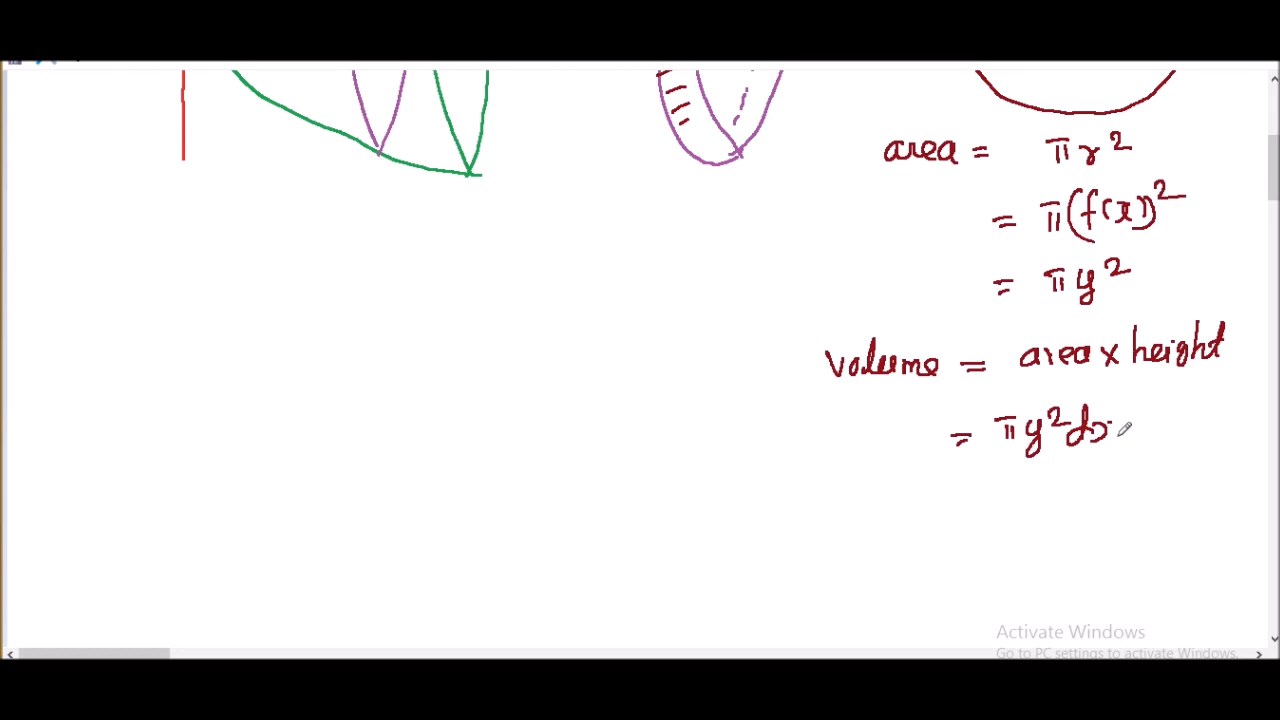 area = πr²
= π(f(x))²
= πy²
volume = area × height
= πy²dx
Activate Windows
Go to PC settings to activate Windows.